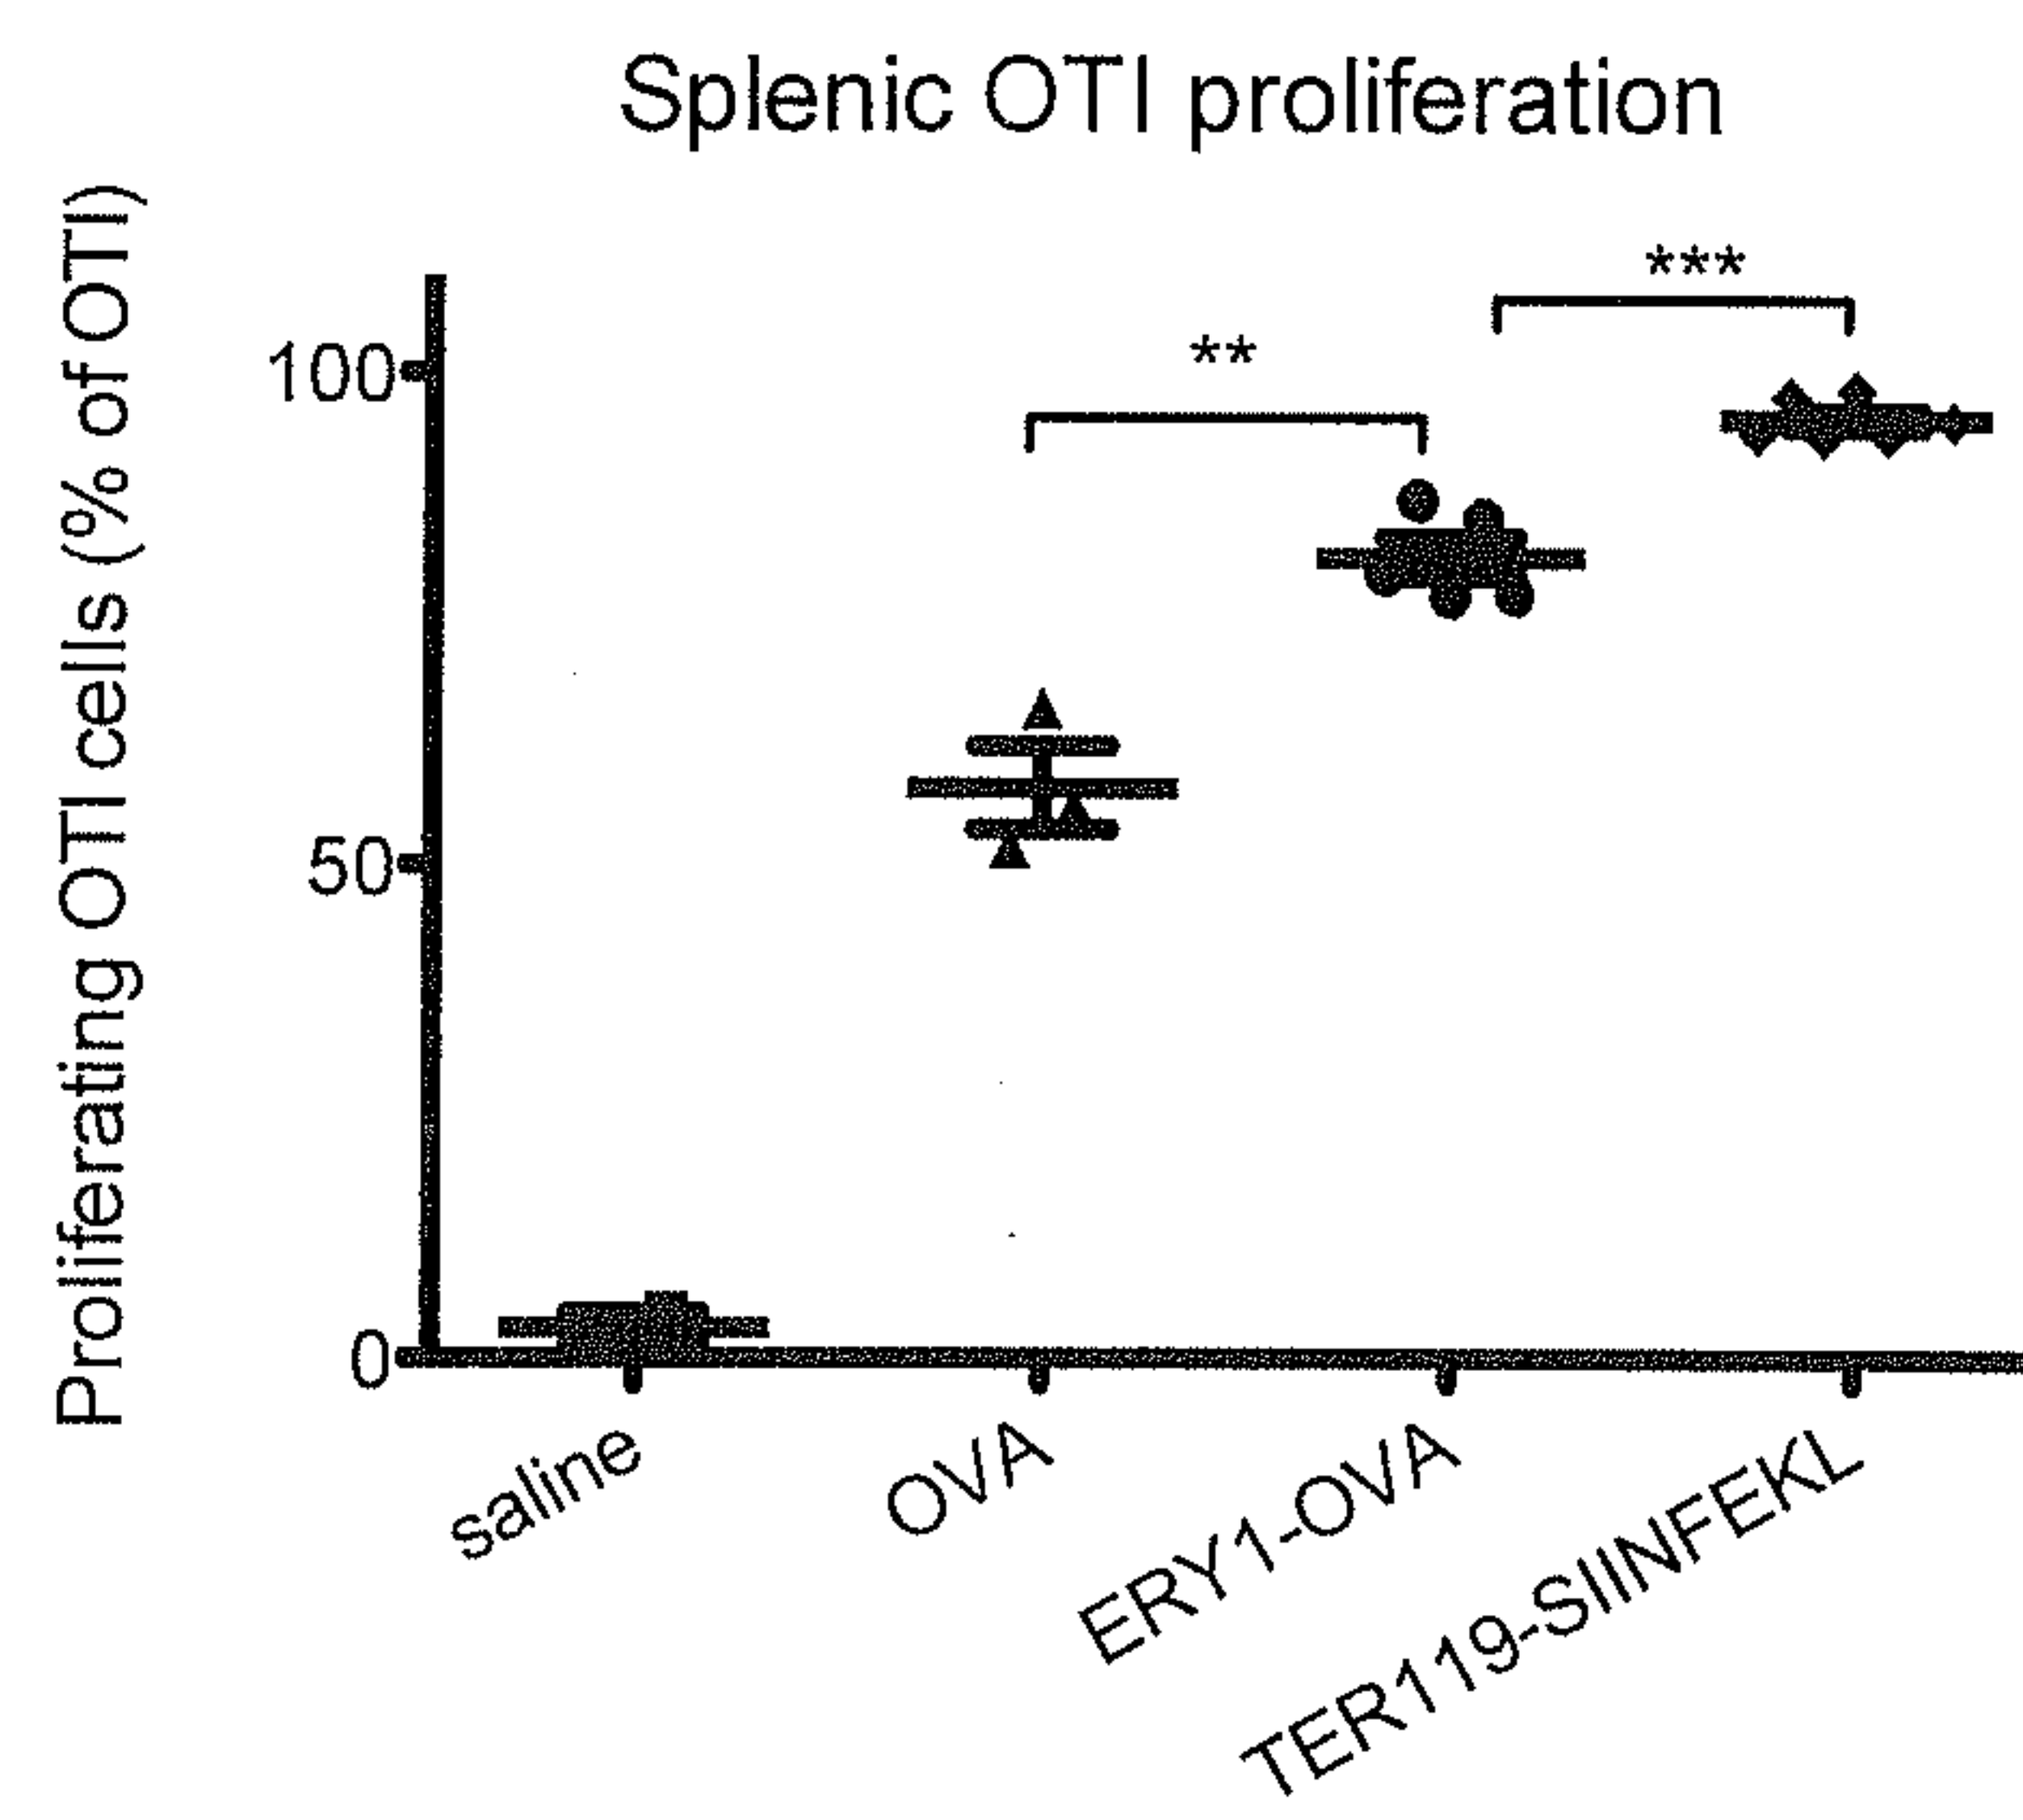 Splenic OTI proliferation
Proliferating OTI cells (% of OTI)
***
**
100
50
0
saline
OVA
ERY1-OVA
TER119-SIINFEKL